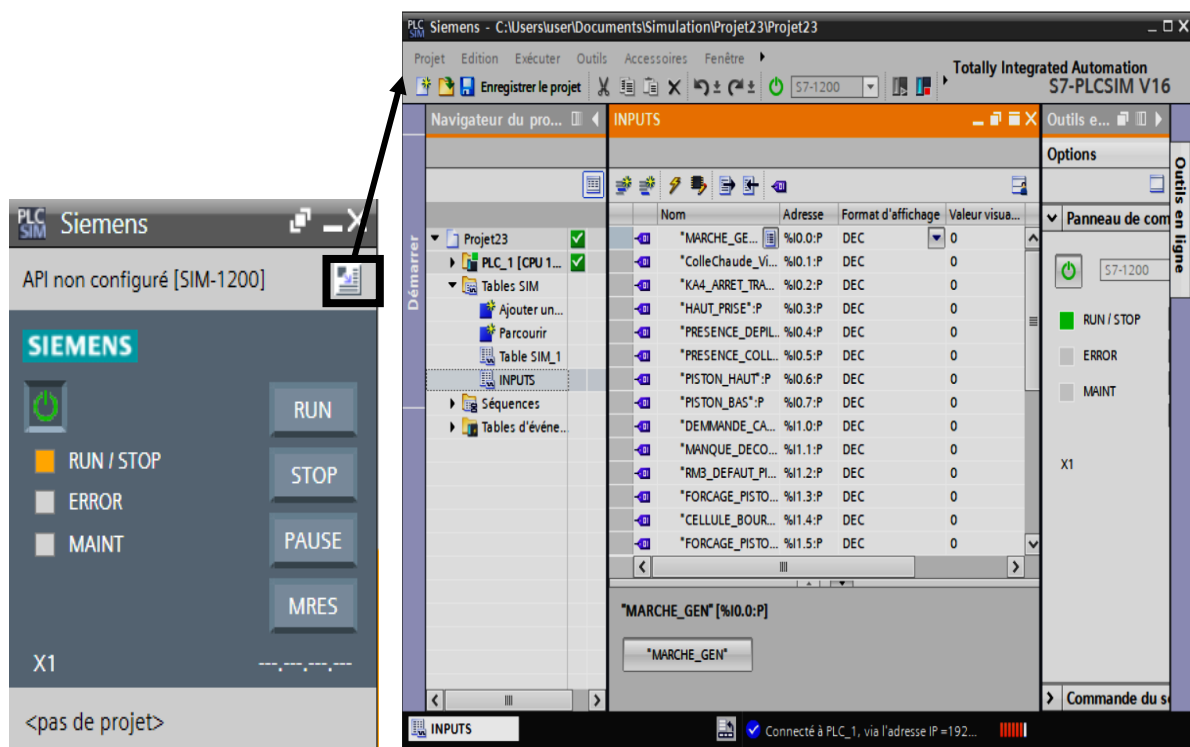 PLC SIM Siemens
API non configuré [SIM-1200]
SIEMENS
RUN
RUN / STOP
STOP
ERROR
MAINT
PAUSE
MRES
X1 ---.---.---.---
<pas de projet>
PLC SIM Siemens - C:\Users\user\Documents\Simulation\Projet23\Projet23
Projet Edition Exécuter Outils Accessoires Fenêtre
Totally Integrated Automation
S7-PLCSIM V16
Enregistrer le projet S7-1200
Navigateur du pro...
Démarrer
Projet23
PLC_1 [CPU 1...
Tables SIM
Ajouter un...
Parcourir
Table SIM_1
INPUTS
Séquences
Tables d'événe...
INPUTS
Nom Adresse Format d'affichage Valeur visua...
"MARCHE_GE... %I0.0:P DEC 0
"ColleChaude_Vi... %I0.1:P DEC 0
"KA4_ARRET_TRA... %I0.2:P DEC 0
"HAUT_PRISE":P %I0.3:P DEC 0
"PRESENCE_DEPIL... %I0.4:P DEC 0
"PRESENCE_COLL... %I0.5:P DEC 0
"PISTON_HAUT":P %I0.6:P DEC 0
"PISTON_BAS":P %I0.7:P DEC 0
"DEMMANDE_CA... %I1.0:P DEC 0
"MANQUE_DECO... %I1.1:P DEC 0
"RM3_DEFAUT_PI... %I1.2:P DEC 0
"FORCAGE_PISTO... %I1.3:P DEC 0
"CELLULE_BOUR... %I1.4:P DEC 0
"FORCAGE_PISTO... %I1.5:P DEC 0
"MARCHE_GEN" [%I0.0:P]
"MARCHE_GEN"
Outils e...
Options
Panneau de com
S7-1200
RUN / STOP
ERROR
MAINT
X1
Commande du s
Outils en ligne
INPUTS
Connecté à PLC_1, via l'adresse IP =192...